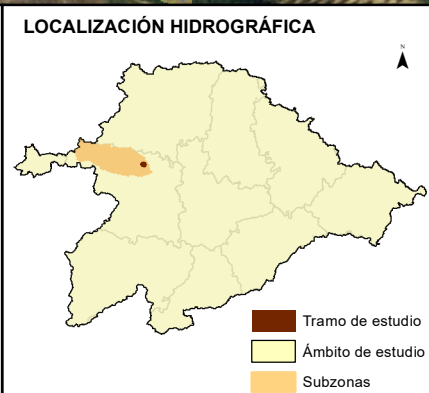 LOCALIZACIÓN HIDROGRÁFICA
N
Tramo de estudio
Ámbito de estudio
Subzonas